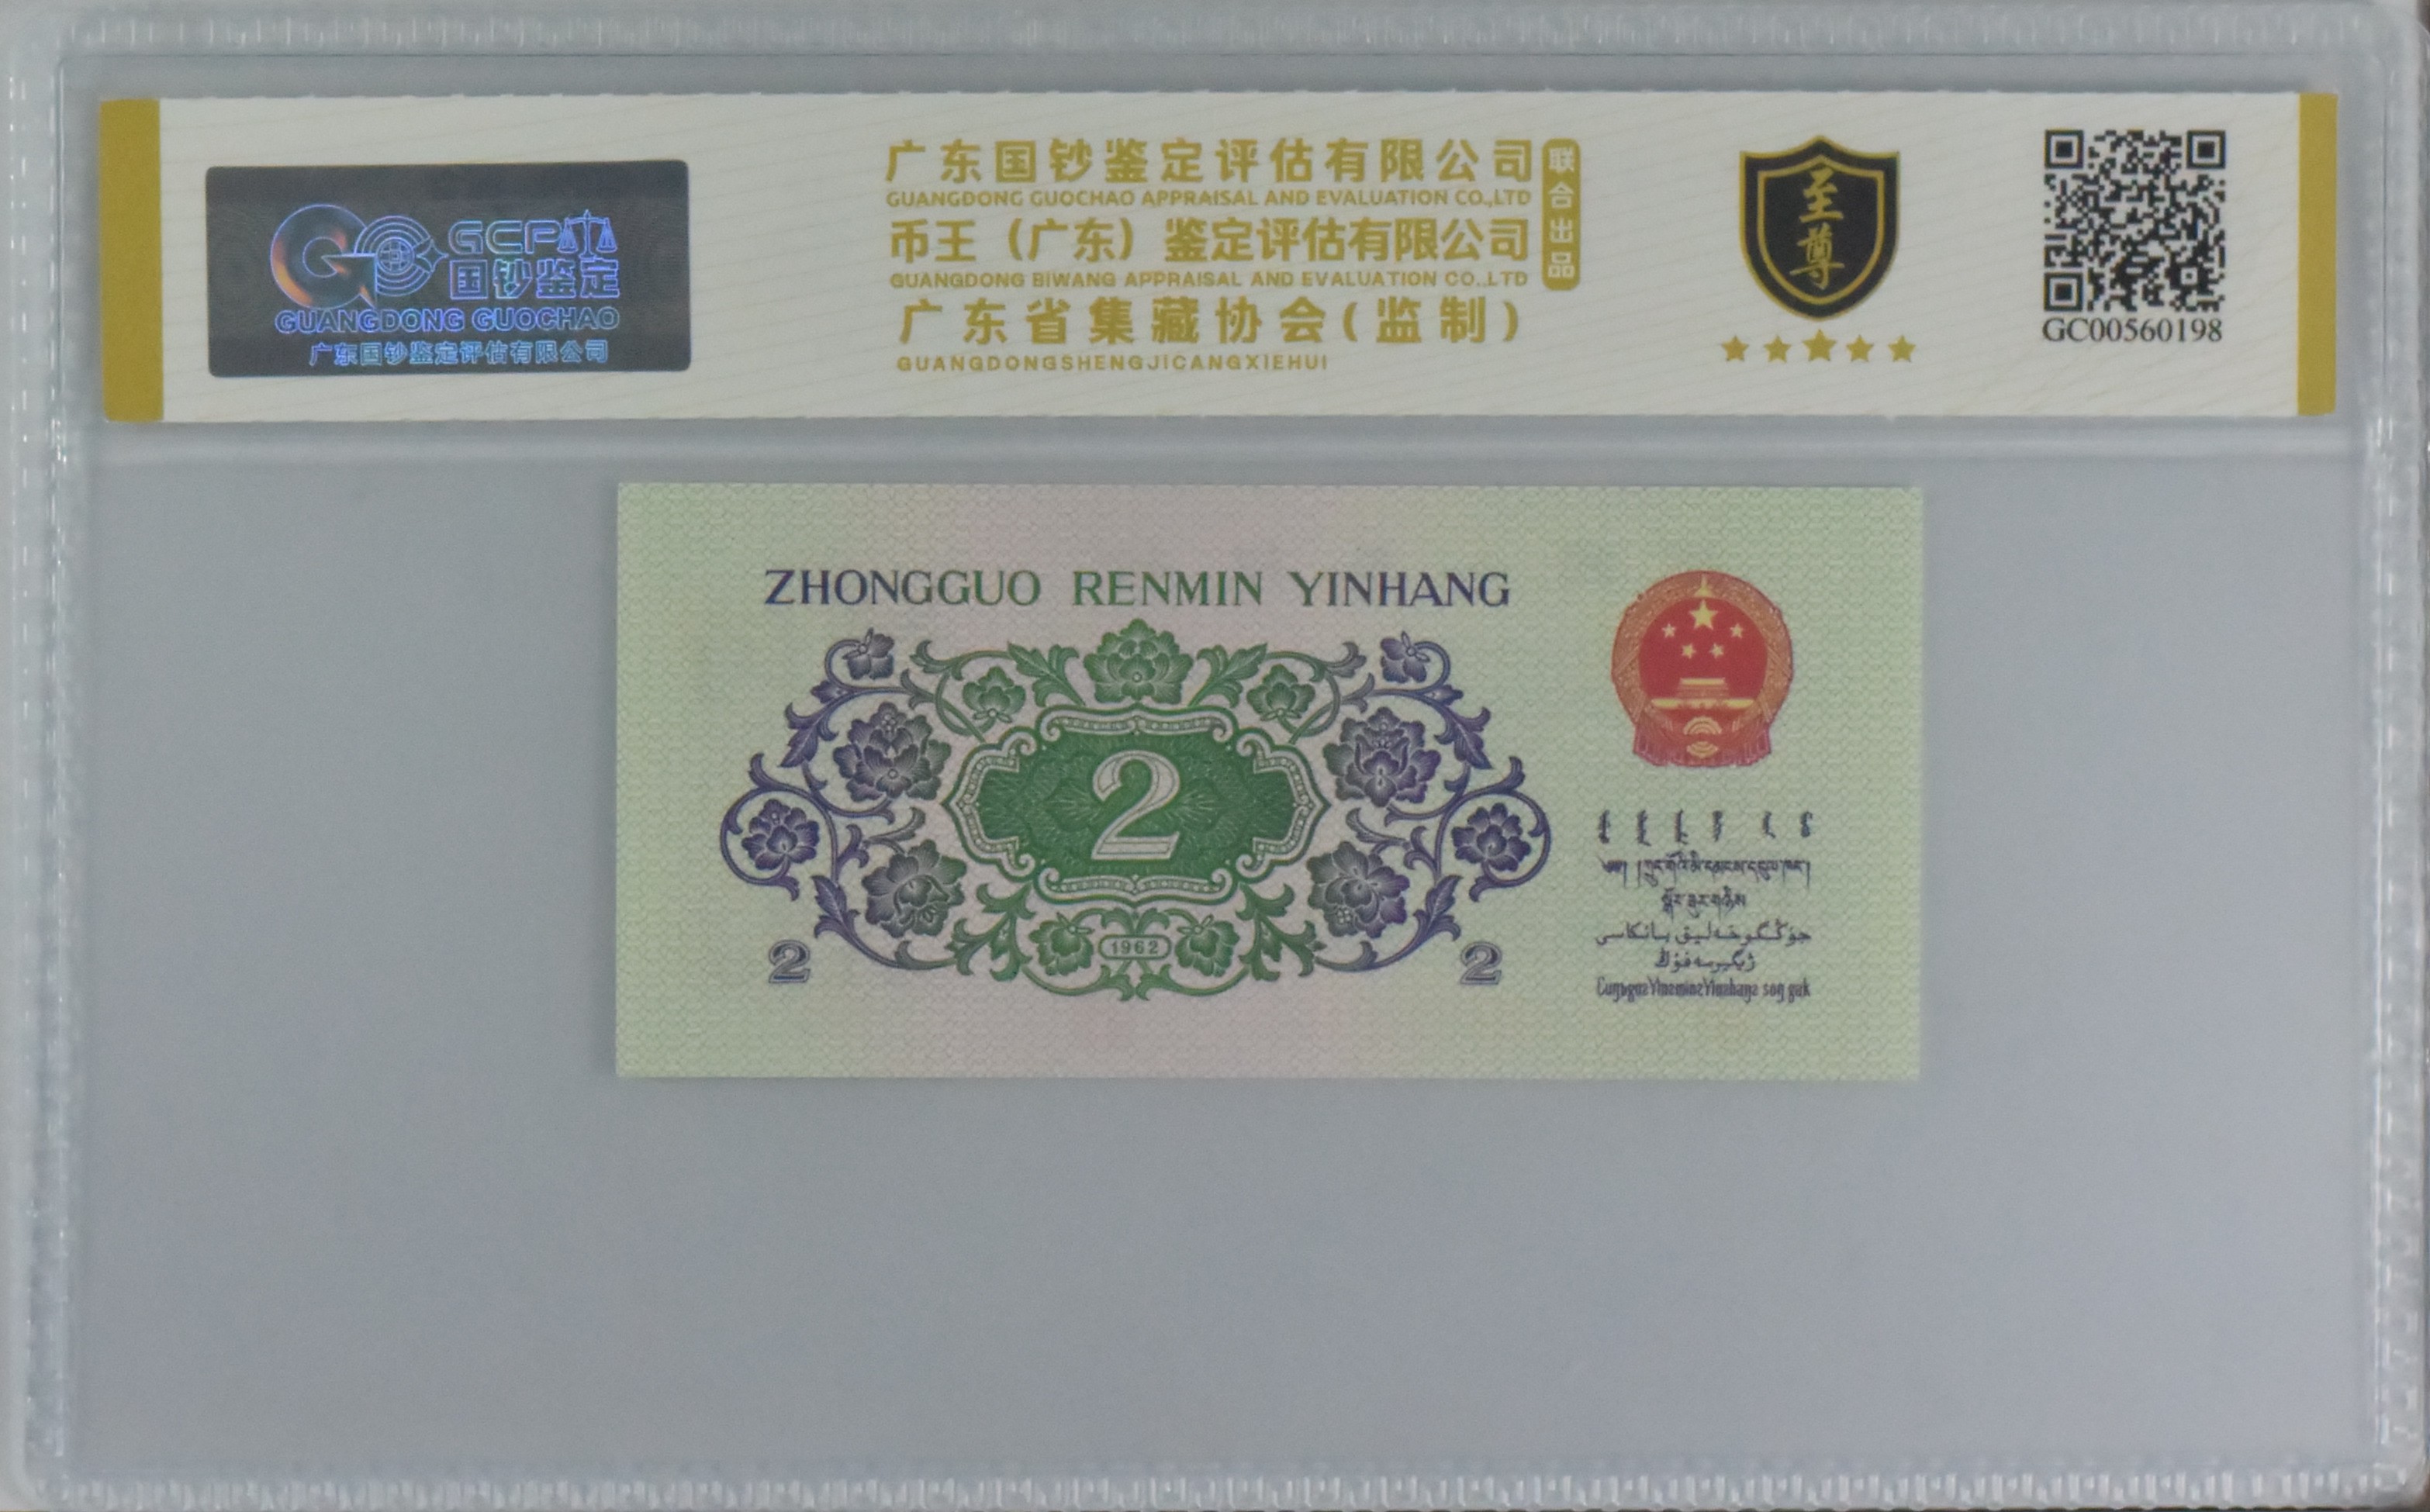 GCP
国钞鉴定
GUANGDONG GUOCHAO
广东国钞鉴定评估有限公司
广东国钞鉴定评估有限公司
GUANGDONG GUOCHAO APPRAISAL AND EVALUATION CO.,LTD
币王（广东）鉴定评估有限公司
GUANGDONG BIWANG APPRAISAL AND EVALUATION CO.,LTD
广东省集藏协会(监制)
GUANGDONGSHENGJICANGXIEHUI
联合出品
至尊
GC00560198
ZHONGGUO RENMIN YINHANG
2
1962
2
2